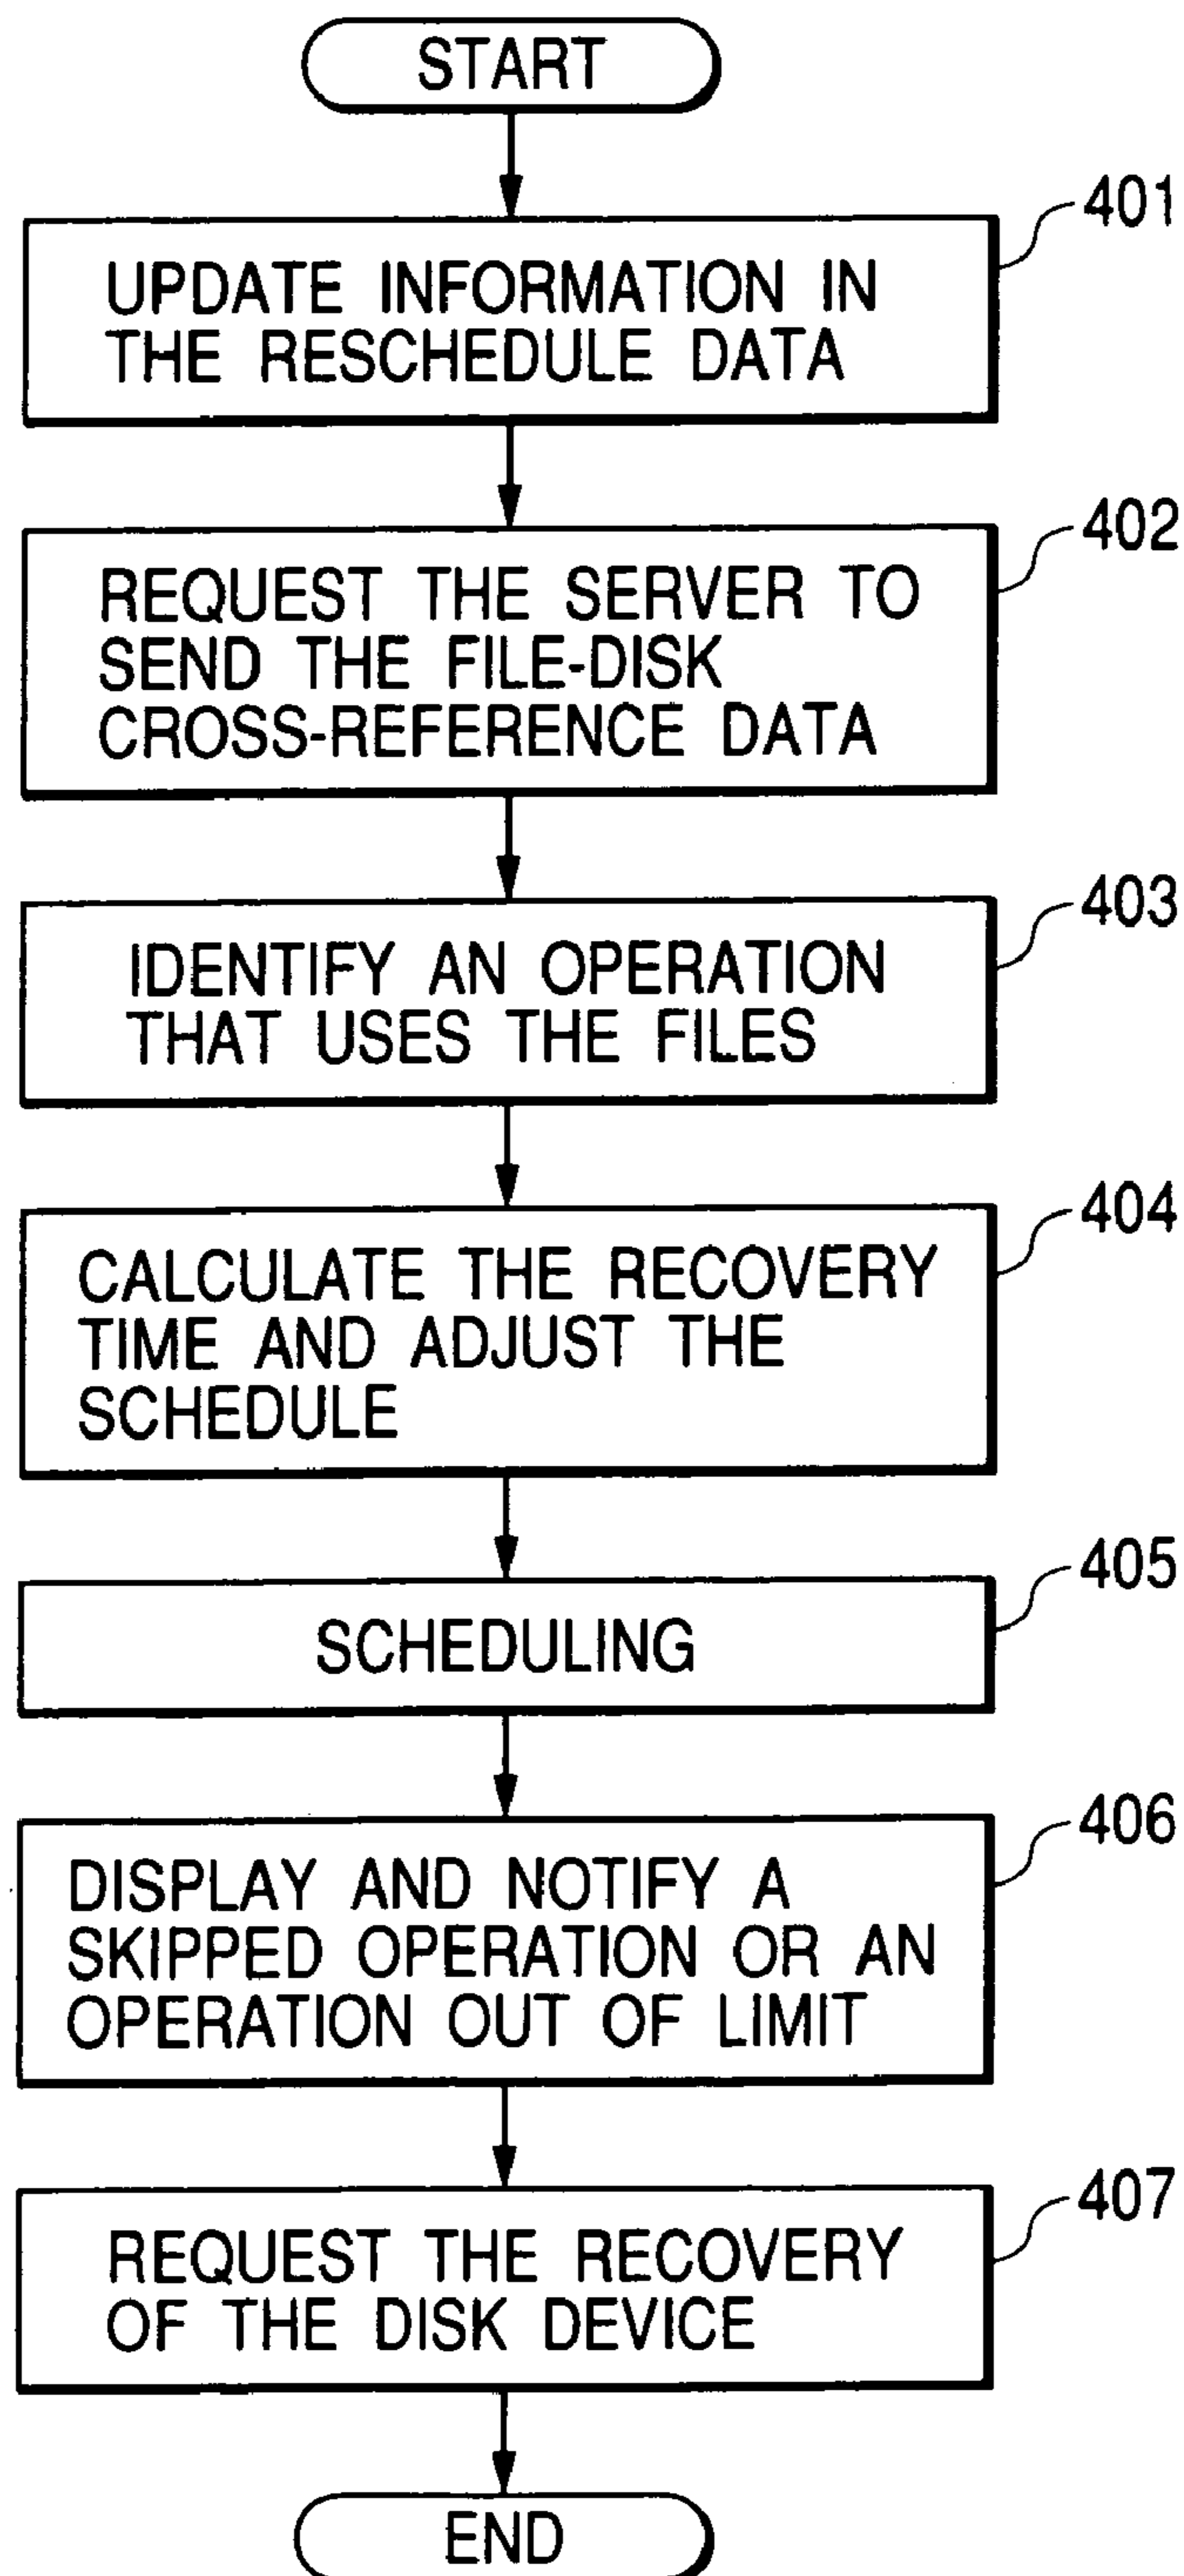 START
401
UPDATE INFORMATION IN
THE RESCHEDULE DATA
402
REQUEST THE SERVER TO
SEND THE FILE-DISK
CROSS-REFERENCE DATA
403
IDENTIFY AN OPERATION
THAT USES THE FILES
404
CALCULATE THE RECOVERY
TIME AND ADJUST THE
SCHEDULE
405
SCHEDULING
406
DISPLAY AND NOTIFY A
SKIPPED OPERATION OR AN
OPERATION OUT OF LIMIT
407
REQUEST THE RECOVERY
OF THE DISK DEVICE
END